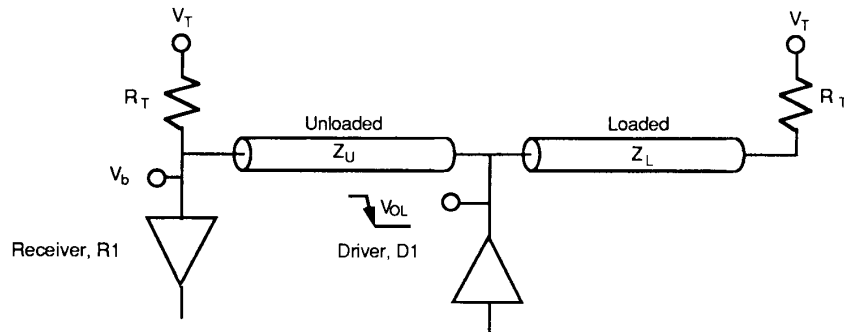 V_T
V_T
R_T
R_T
Unloaded
Loaded
Z_U
Z_L
V_b
V_OL
Receiver, R1
Driver, D1